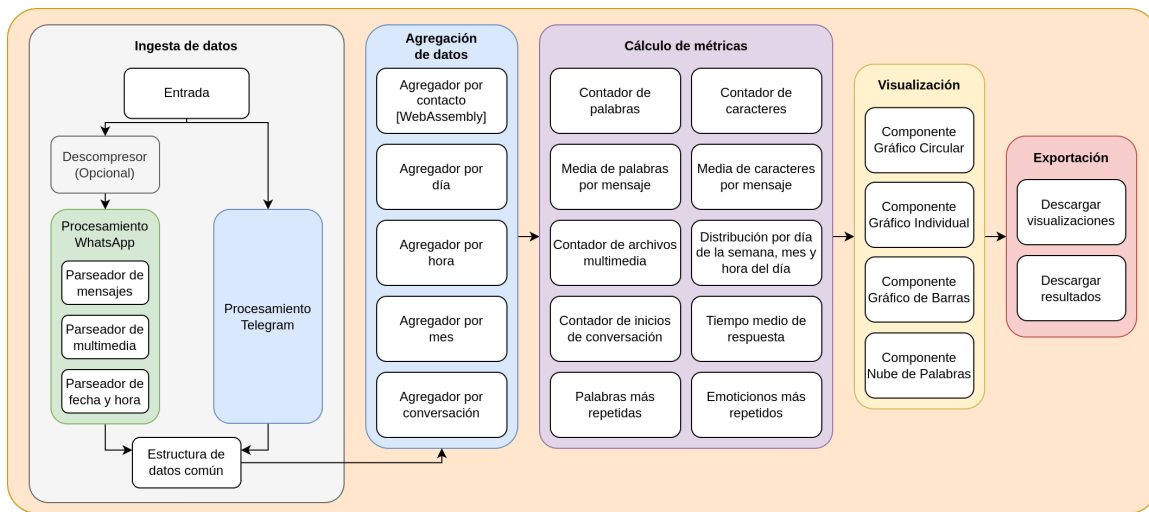 Ingesta de datos
Entrada
Descompresor
(Opcional)
Procesamiento
WhatsApp
Parseador de
mensajes
Parseador de
multimedia
Parseador de
fecha y hora
Procesamiento
Telegram
Estructura de
datos común
Agregación
de datos
Agregador por
contacto
[WebAssembly]
Agregador por
día
Agregador por
hora
Agregador por
mes
Agregador por
conversación
Cálculo de métricas
Contador de
palabras
Contador de
caracteres
Media de palabras
por mensaje
Media de caracteres
por mensaje
Contador de archivos
multimedia
Distribución por día
de la semana, mes y
hora del día
Contador de inicios
de conversación
Tiempo medio de
respuesta
Palabras más
repetidas
Emoticonos más
repetidos
Visualización
Componente
Gráfico Circular
Componente
Gráfico Individual
Componente
Gráfico de Barras
Componente
Nube de Palabras
Exportación
Descargar
visualizaciones
Descargar
resultados